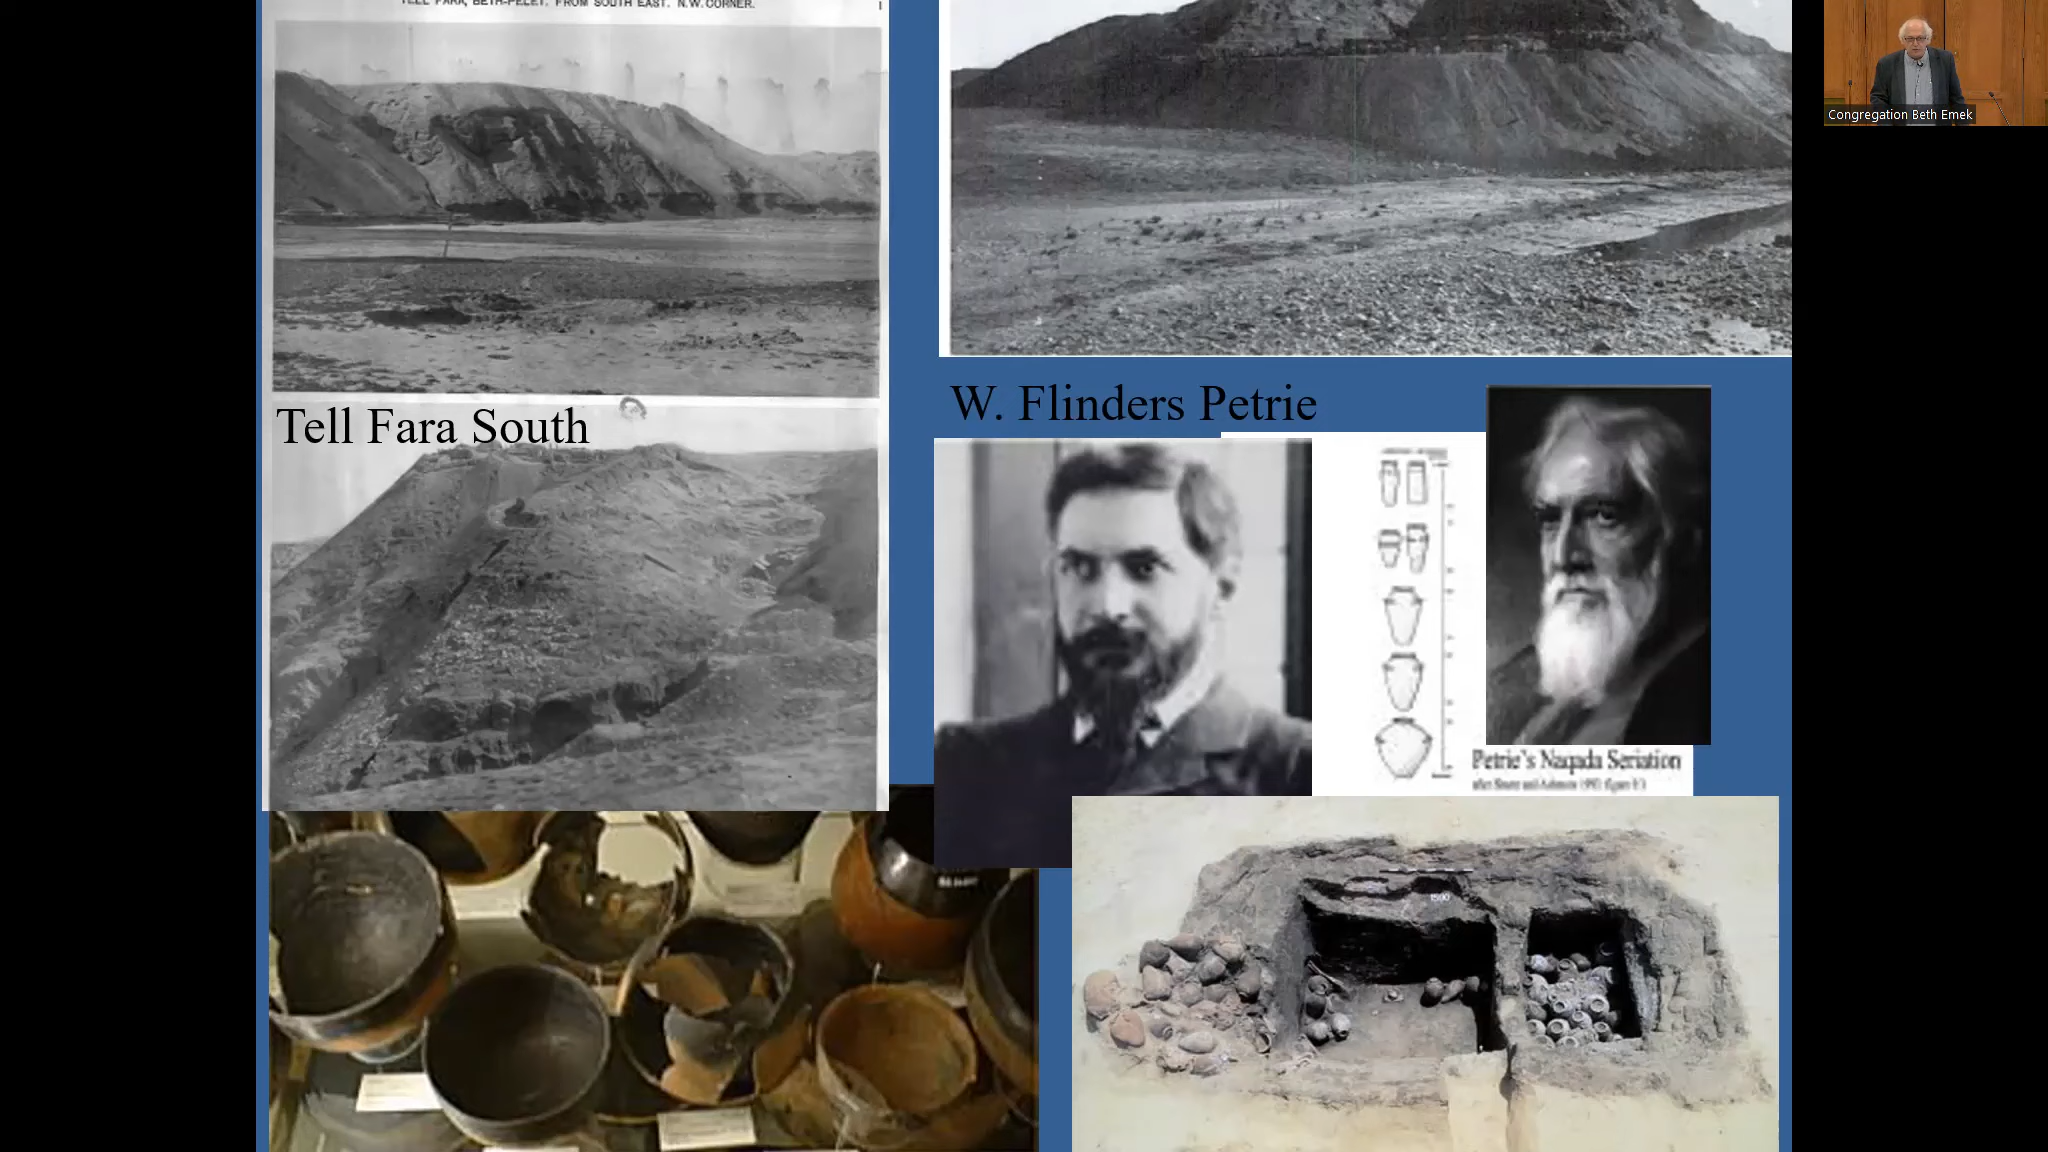 TELL FARA, BETH-PELET. FROM SOUTH EAST. N.W. CORNER.
Tell Fara South
W. Flinders Petrie
Petrie's Naqada Seriation
1590
Congregation Beth Emek